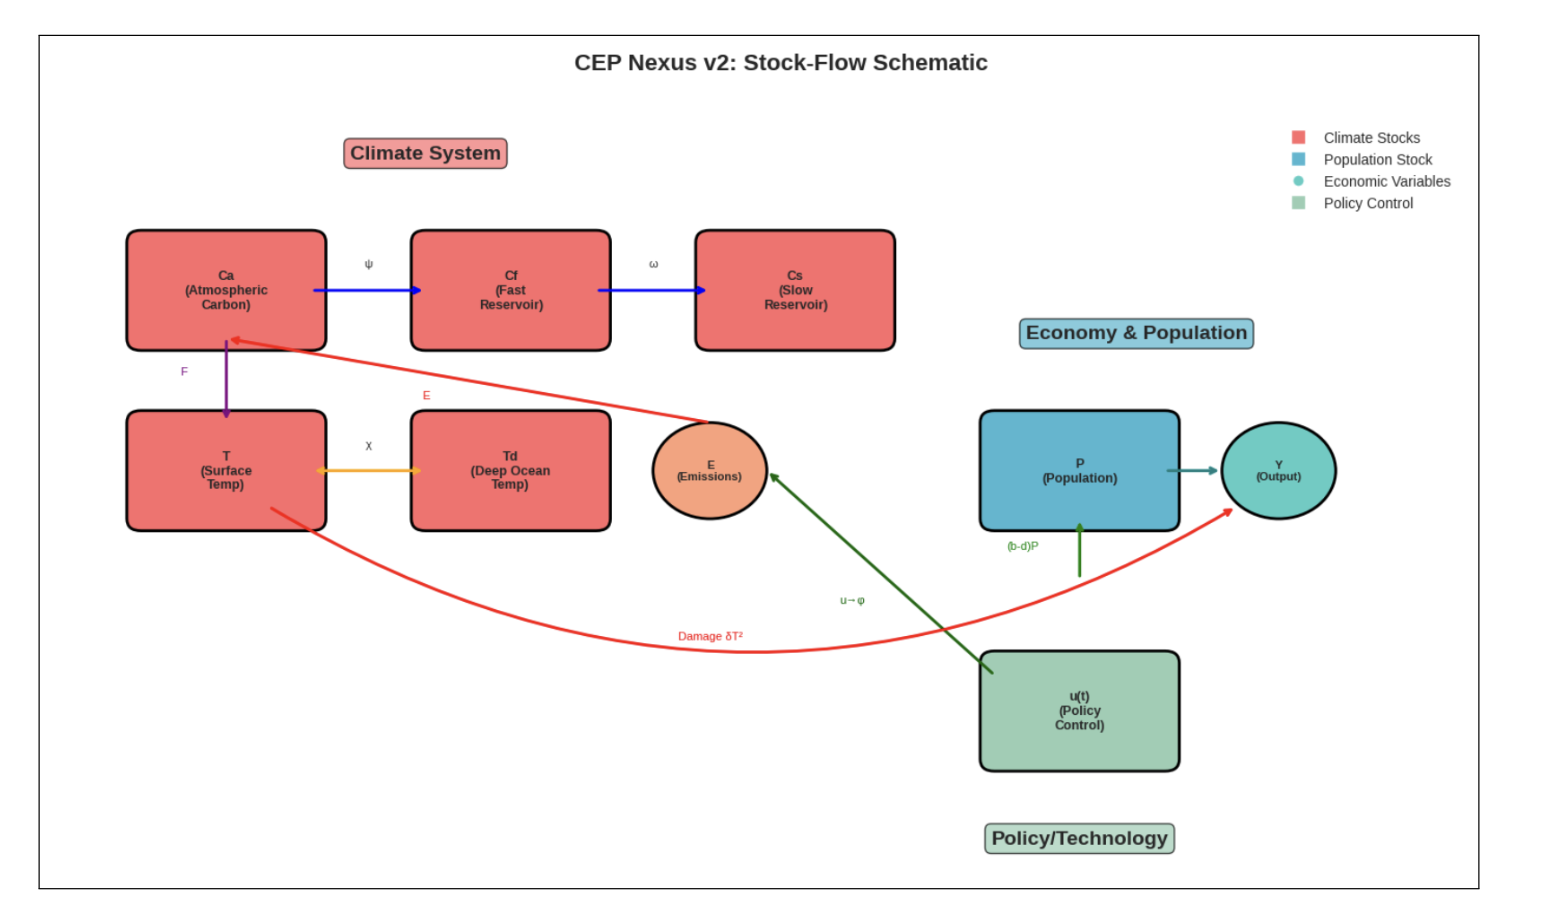 CEP Nexus v2: Stock-Flow Schematic
Climate System
Climate Stocks
Population Stock
Economic Variables
Policy Control
Ca
(Atmospheric
Carbon)
ψ
Cf
(Fast
Reservoir)
ω
Cs
(Slow
Reservoir)
Economy & Population
F
E
T
(Surface
Temp)
χ
Td
(Deep Ocean
Temp)
E
(Emissions)
P
(Population)
Y
(Output)
(b-d)P
u→φ
Damage δT²
u(t)
(Policy
Control)
Policy/Technology